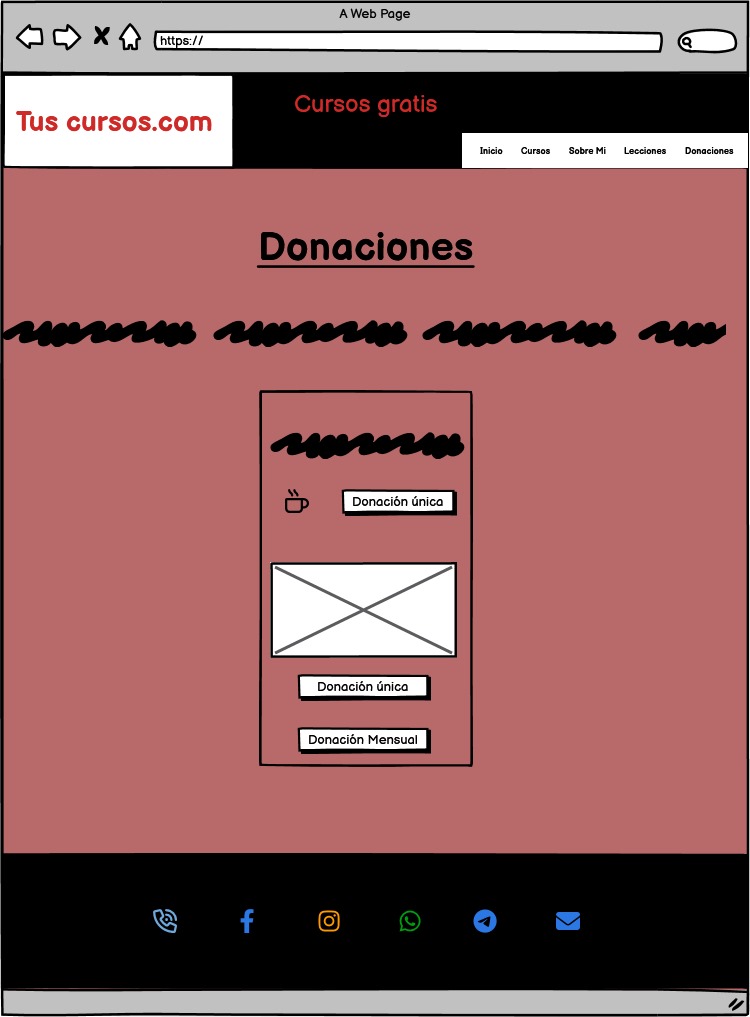 A Web Page
https://
Tus cursos.com
Cursos gratis
Inicio Cursos Sobre Mi Lecciones Donaciones
Donaciones
Donación única
Donación única
Donación Mensual